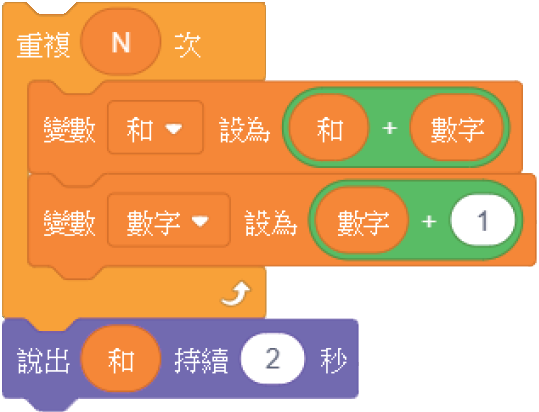 重複 N 次
變數 和 設為 和 + 數字
變數 數字 設為 數字 + 1
說出 和 持續 2 秒